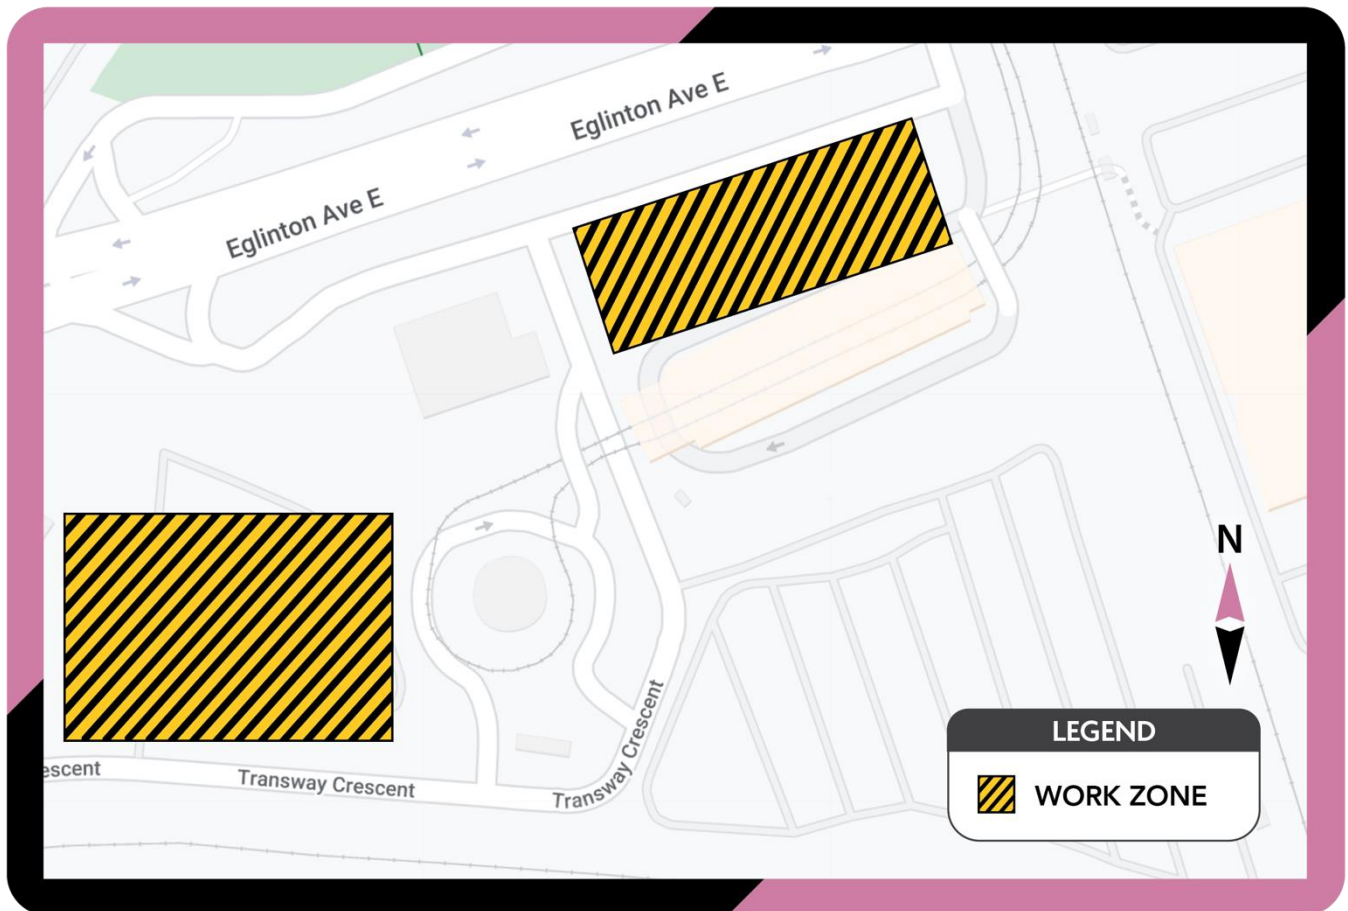 Eglinton Ave E
Eglinton Ave E
N
Transway Crescent
escent
Transway Crescent
LEGEND
WORK ZONE